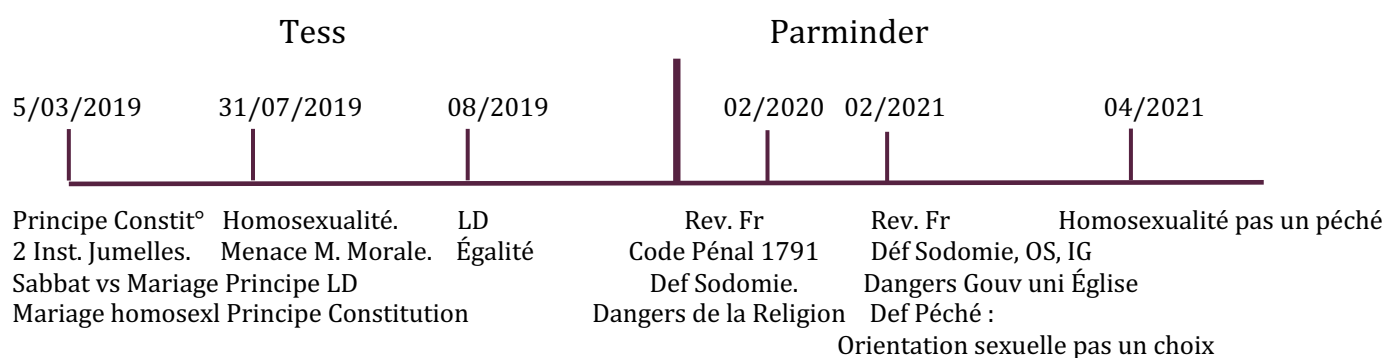 Tess Parminder
5/03/2019 31/07/2019 08/2019 02/2020 02/2021 04/2021
Principe Constit° Homosexualité. LD Rev. Fr Rev. Fr Homosexualité pas un péché
2 Inst. Jumelles. Menace M. Morale. Égalité Code Pénal 1791 Déf Sodomie, OS, IG
Sabbat vs Mariage Principe LD Def Sodomie. Dangers Gouv uni Église
Mariage homosexl Principe Constitution Dangers de la Religion Def Péché :
Orientation sexuelle pas un choix